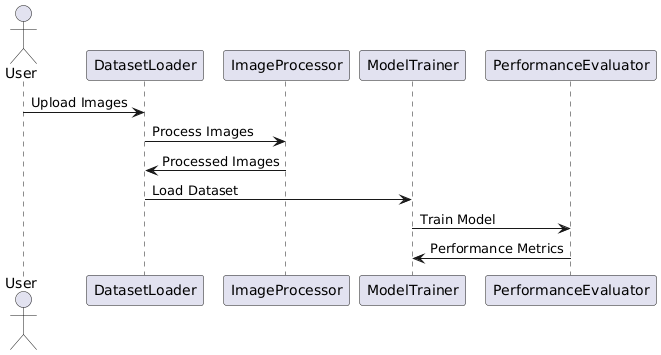 User
DatasetLoader
ImageProcessor
ModelTrainer
PerformanceEvaluator
Upload Images
Process Images
Processed Images
Load Dataset
Train Model
Performance Metrics
User
DatasetLoader
ImageProcessor
ModelTrainer
PerformanceEvaluator